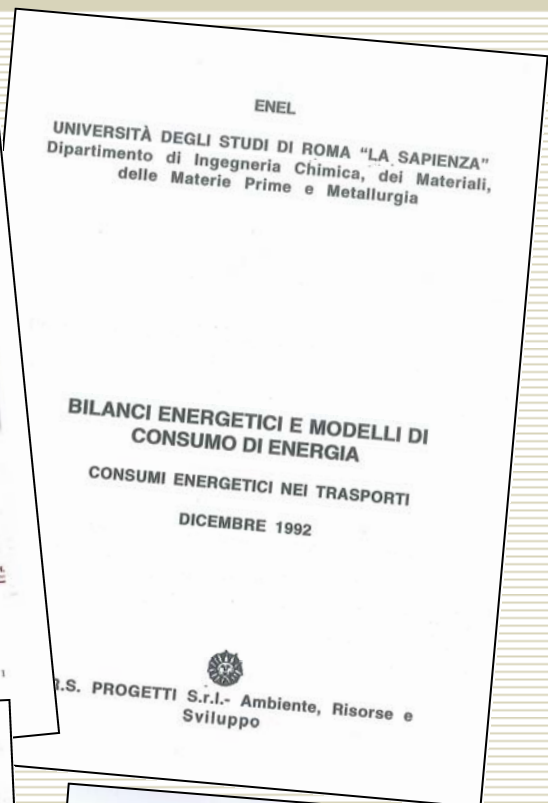 ENEL
UNIVERSITÀ DEGLI STUDI DI ROMA "LA SAPIENZA"
Dipartimento di Ingegneria Chimica, dei Materiali,
delle Materie Prime e Metallurgia
BILANCI ENERGETICI E MODELLI DI
CONSUMO DI ENERGIA
CONSUMI ENERGETICI NEI TRASPORTI
DICEMBRE 1992
.R.S. PROGETTI S.r.l.- Ambiente, Risorse e
Sviluppo